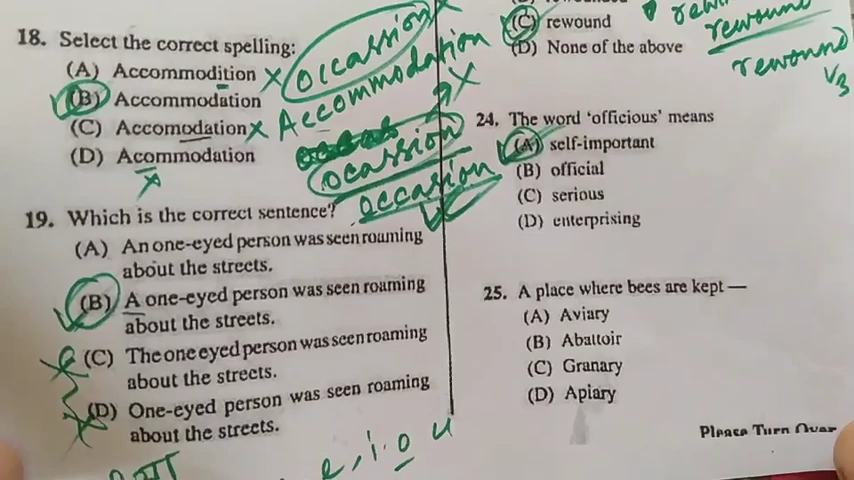 18. Select the correct spelling:
(A) Accommodition ×
(B) Accommodation
(C) Accomodation ×
(D) Acommodation
×
occassion ×
Accommodation
×
ocassion
occasion
19. Which is the correct sentence?
(A) An one-eyed person was seen roaming
about the streets.
(B) A one-eyed person was seen roaming
about the streets.
(C) The one eyed person was seen roaming
about the streets.
(D) One-eyed person was seen roaming
about the streets.
e, i. o u
(C) rewound
(D) None of the above
rewound
rewound
V3
24. The word ‘officious’ means
(A) self-important
(B) official
(C) serious
(D) enterprising
25. A place where bees are kept —
(A) Aviary
(B) Abattoir
(C) Granary
(D) Apiary
Please Turn Over